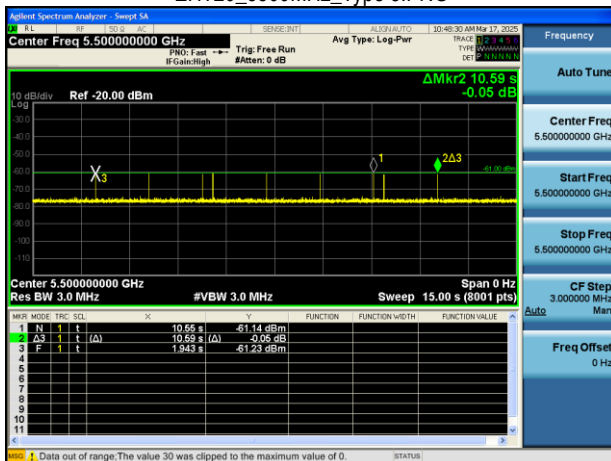 Agilent Spectrum Analyzer - Swept SA
RL RF 50 Ω AC SENSE:INT ALIGN AUTO 10:48:30 AM Mar 17, 2025
Center Freq 5.500000000 GHz
PNO: Fast
IFGain:High
Trig: Free Run
#Atten: 0 dB
Avg Type: Log-Pwr
TRACE 1 2 3 4 5 6
TYPE
DET P N N N N N
ΔMkr2 10.59 s
-0.05 dB
10 dB/div Ref -20.00 dBm
Log
-30.0
-40.0
-50.0
-60.0
-70.0
-80.0
-90.0
-100
-110
X3
1
2Δ3
-61.00 dBm
Center 5.500000000 GHz Span 0 Hz
Res BW 3.0 MHz #VBW 3.0 MHz Sweep 15.00 s (8001 pts)
MKR MODE TRC SCL X Y FUNCTION FUNCTION WIDTH FUNCTION VALUE
1 N 1 t 10.55 s -61.14 dBm
2 Δ3 1 t (Δ) 10.59 s (Δ) -0.05 dB
3 F 1 t 1.943 s -61.23 dBm
4
5
6
7
8
9
10
11
MSG Data out of range;The value 30 was clipped to the maximum value of 0. STATUS
Frequency
Auto Tune
Center Freq
5.500000000 GHz
Start Freq
5.500000000 GHz
Stop Freq
5.500000000 GHz
CF Step
3.000000 MHz
Auto Man
Freq Offset
0 Hz